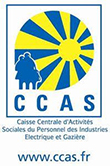 CCAS
Caisse Centrale d'Activités
Sociales du Personnel des Industries
Electrique et Gazière
www.ccas.fr